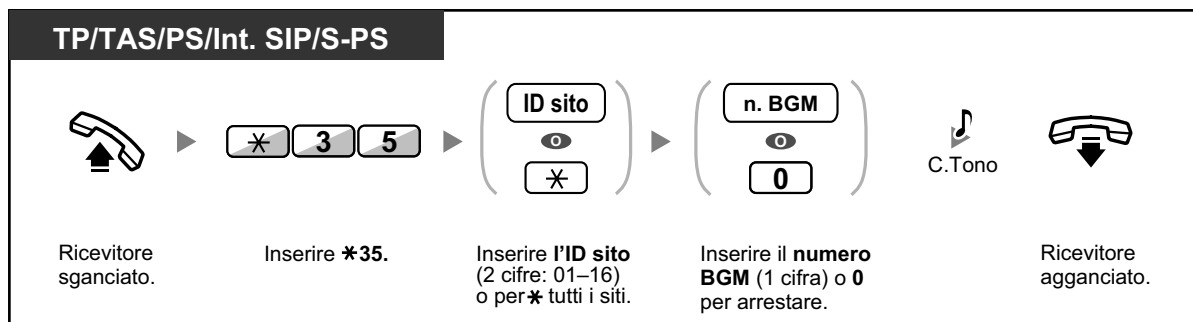 TP/TAS/PS/Int. SIP/S-PS
ID sito
n. BGM
* 3 5
o
o
* 0
C.Tono
Ricevitore
sganciato.
Inserire *35.
Inserire l'ID sito
(2 cifre: 01–16)
o per * tutti i siti.
Inserire il numero
BGM (1 cifra) o 0
per arrestare.
Ricevitore
agganciato.